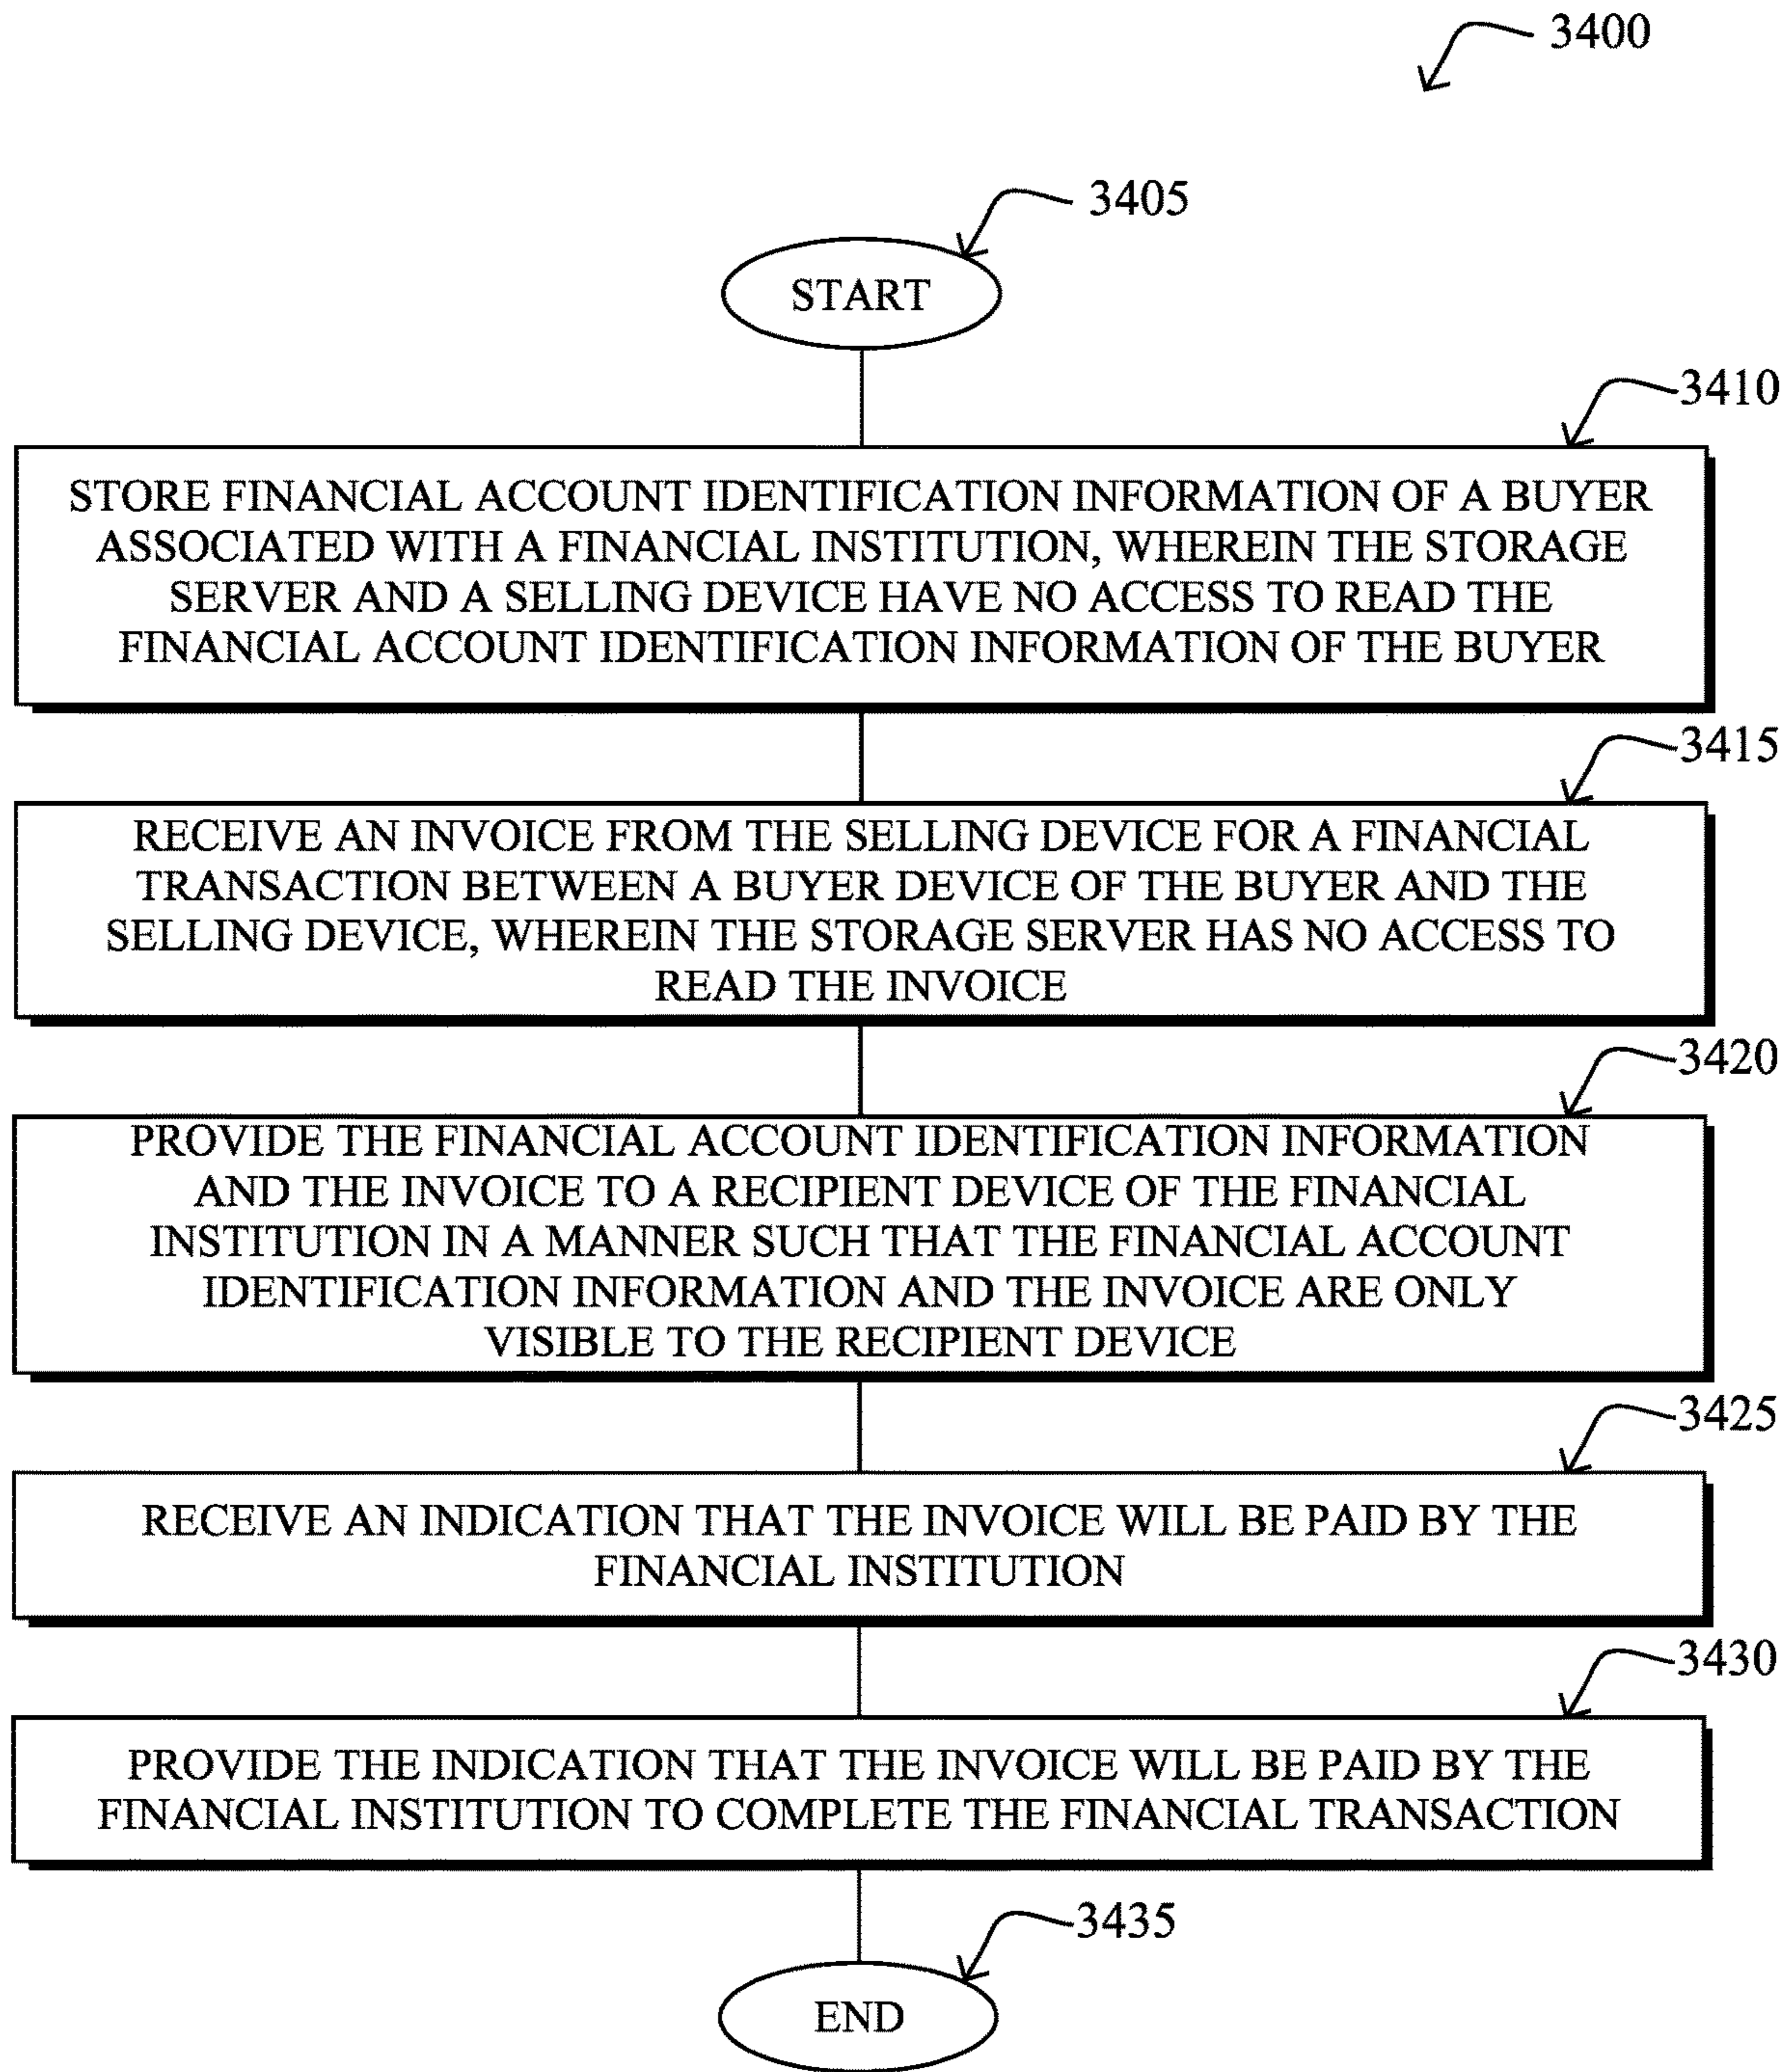 3400
3405
START
3410
STORE FINANCIAL ACCOUNT IDENTIFICATION INFORMATION OF A BUYER
ASSOCIATED WITH A FINANCIAL INSTITUTION, WHEREIN THE STORAGE
SERVER AND A SELLING DEVICE HAVE NO ACCESS TO READ THE
FINANCIAL ACCOUNT IDENTIFICATION INFORMATION OF THE BUYER
3415
RECEIVE AN INVOICE FROM THE SELLING DEVICE FOR A FINANCIAL
TRANSACTION BETWEEN A BUYER DEVICE OF THE BUYER AND THE
SELLING DEVICE, WHEREIN THE STORAGE SERVER HAS NO ACCESS TO
READ THE INVOICE
3420
PROVIDE THE FINANCIAL ACCOUNT IDENTIFICATION INFORMATION
AND THE INVOICE TO A RECIPIENT DEVICE OF THE FINANCIAL
INSTITUTION IN A MANNER SUCH THAT THE FINANCIAL ACCOUNT
IDENTIFICATION INFORMATION AND THE INVOICE ARE ONLY
VISIBLE TO THE RECIPIENT DEVICE
3425
RECEIVE AN INDICATION THAT THE INVOICE WILL BE PAID BY THE
FINANCIAL INSTITUTION
3430
PROVIDE THE INDICATION THAT THE INVOICE WILL BE PAID BY THE
FINANCIAL INSTITUTION TO COMPLETE THE FINANCIAL TRANSACTION
3435
END